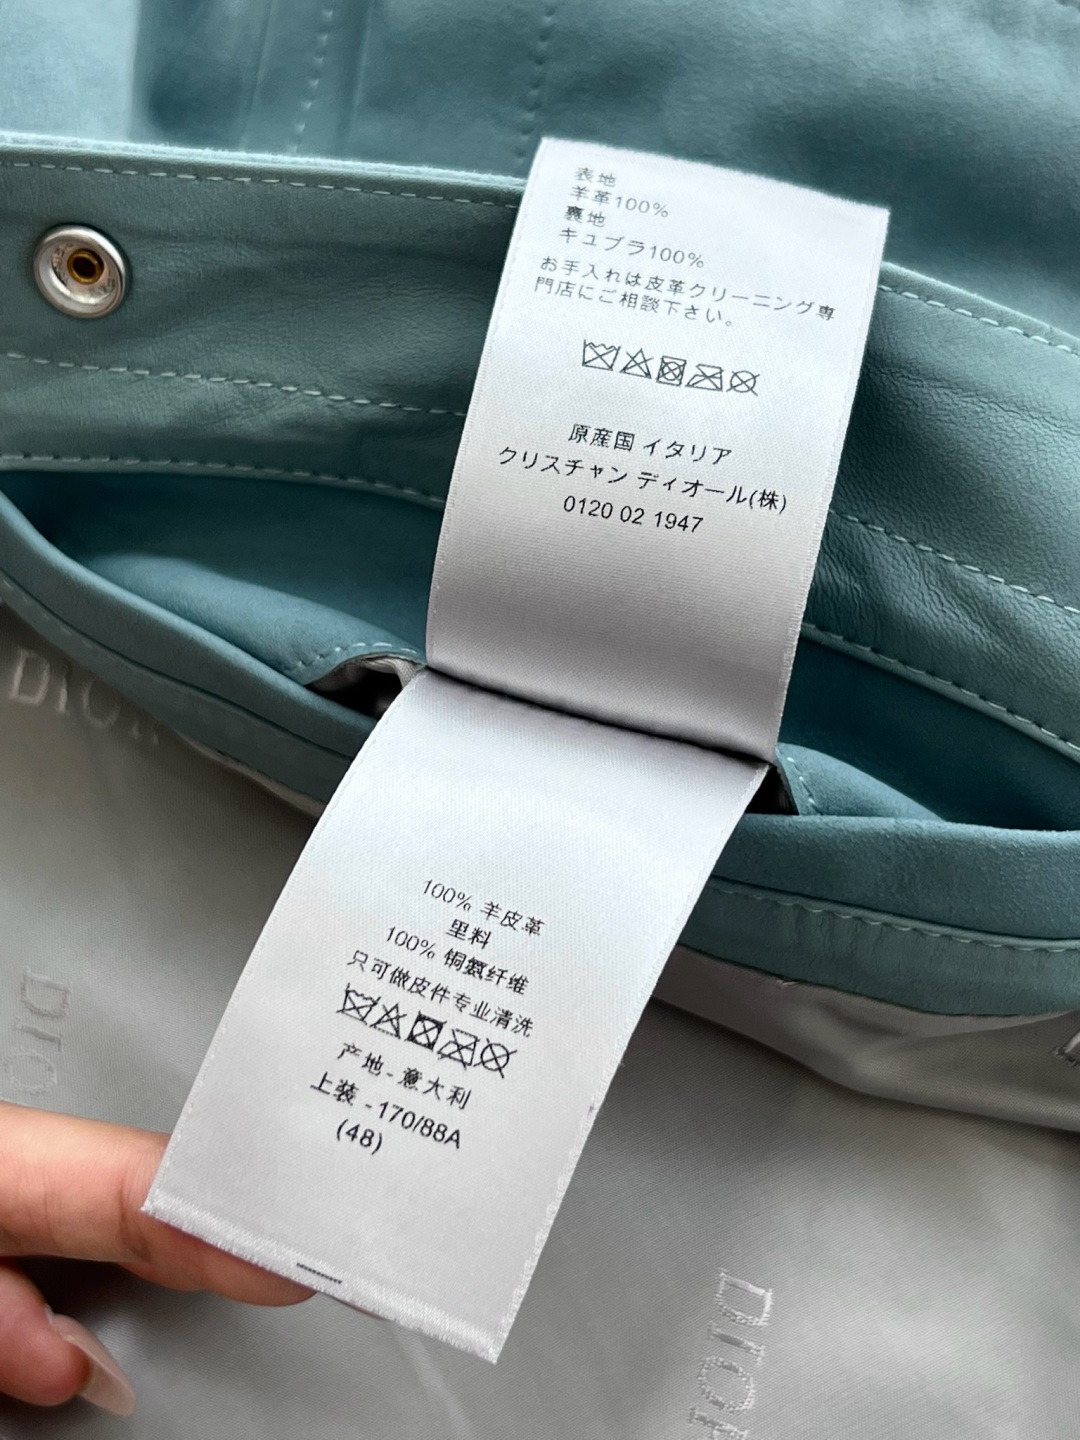 表地
羊革100%
裏地
キュプラ100%
お手入れは皮革クリーニング専
門店にご相談下さい。
原産国 イタリア
クリスチャン ディオール(株)
0120 02 1947
100% 羊皮革
里料
100% 铜氨纤维
只可做皮件专业清洗
产地-意大利
上装 -170/88A
(48)
DIOR
DIOR
DIOR